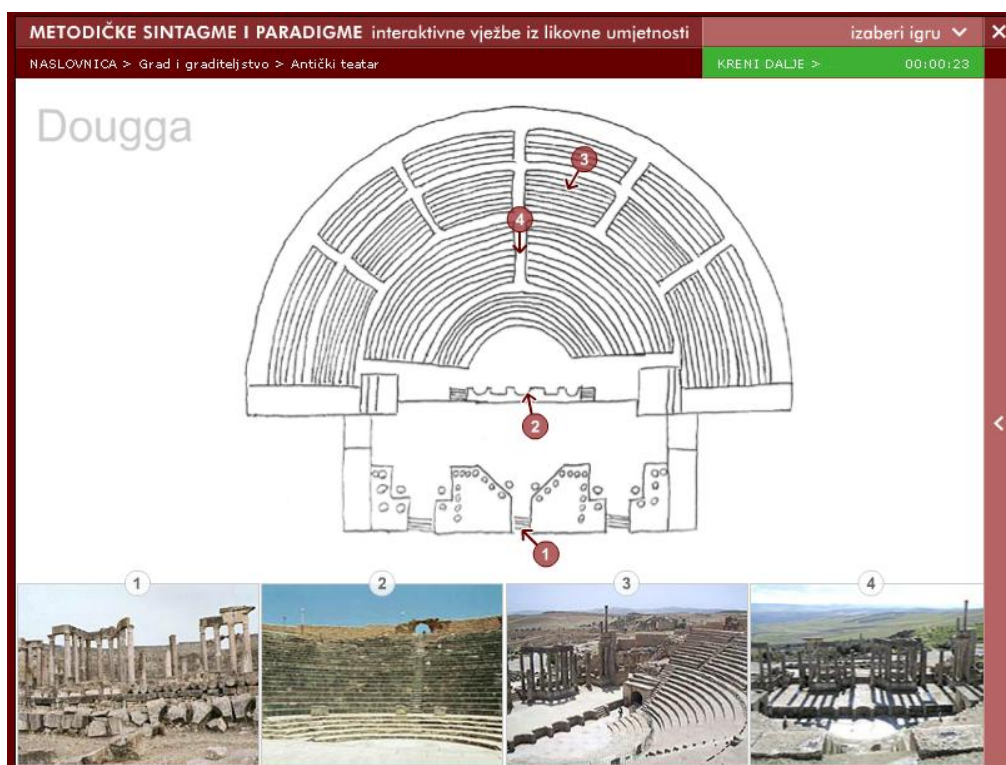 METODIČKE SINTAGME I PARADIGME interaktivne vježbe iz likovne umjetnosti
izaberi igru
NASLOVNICA > Grad i graditeljstvo > Antički teatar
KRENI DALJE >
00:00:23
Dougga
3
4
2
1
1
2
3
4